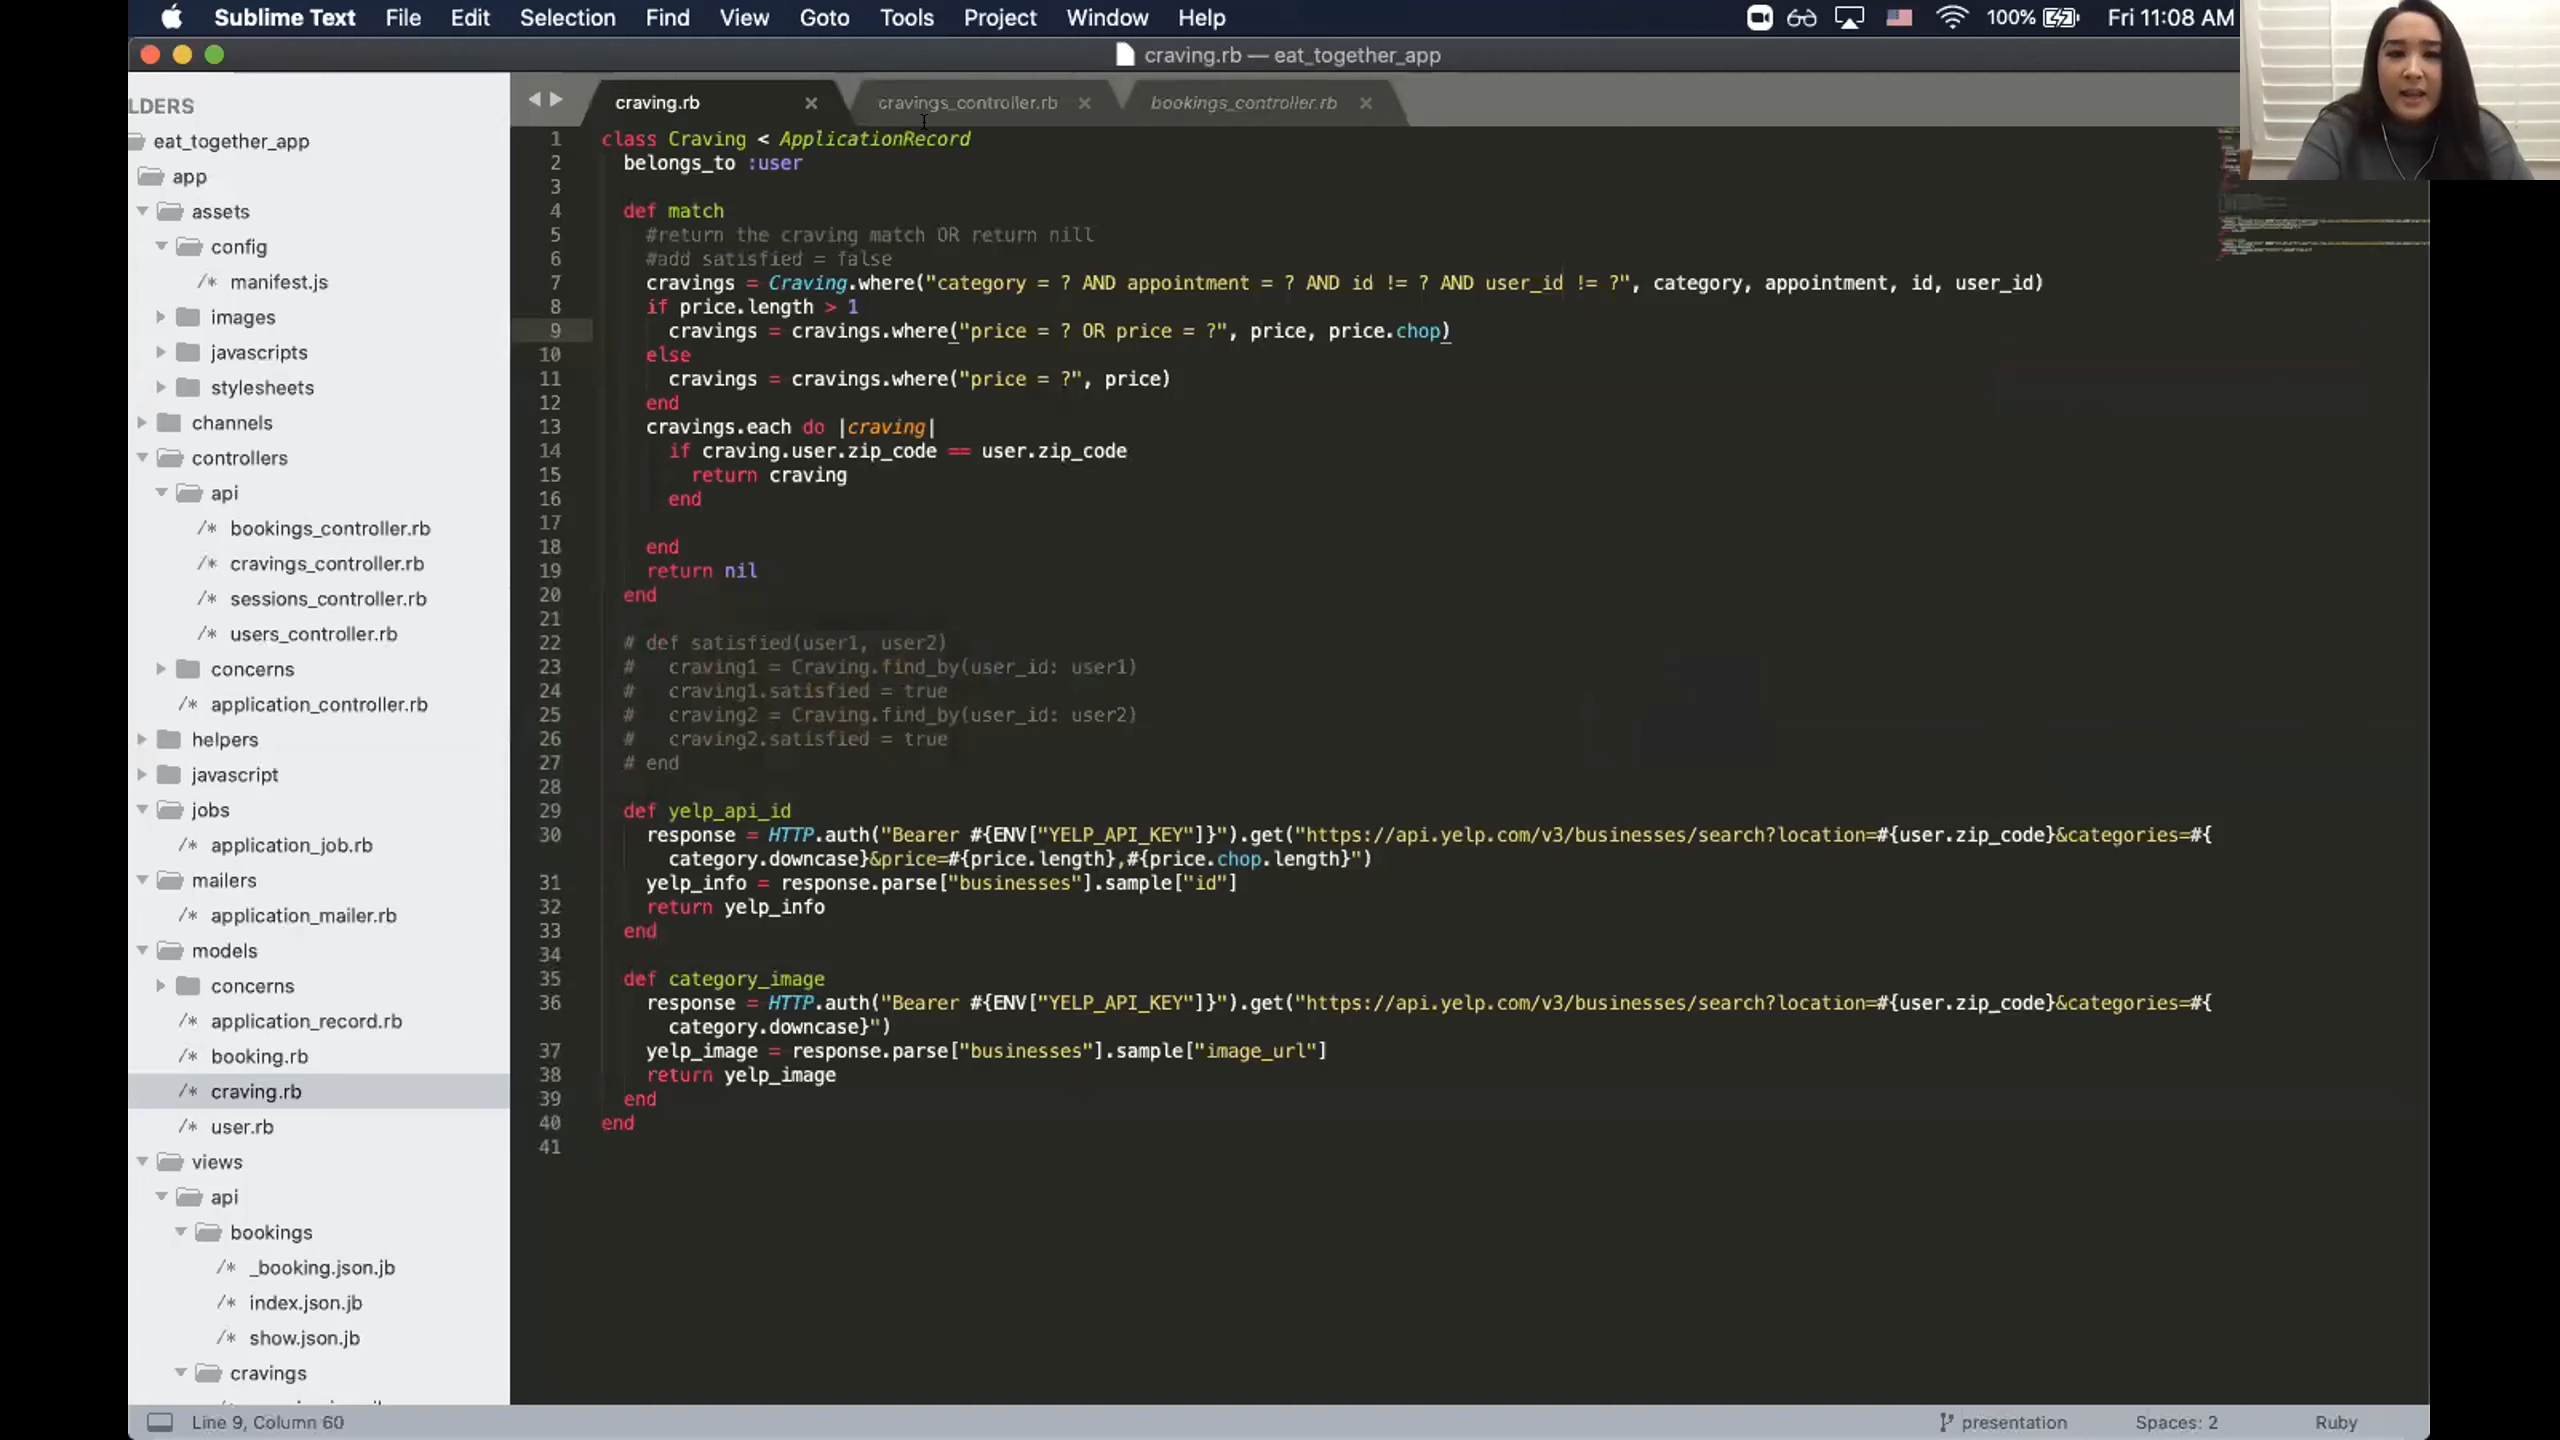 Sublime Text File Edit Selection Find View Goto Tools Project Window Help 100% Fri 11:08 AM
craving.rb — eat_together_app
LDERS
eat_together_app
app
assets
config
/* manifest.js
images
javascripts
stylesheets
channels
controllers
api
/* bookings_controller.rb
/* cravings_controller.rb
/* sessions_controller.rb
/* users_controller.rb
concerns
/* application_controller.rb
helpers
javascript
jobs
/* application_job.rb
mailers
/* application_mailer.rb
models
concerns
/* application_record.rb
/* booking.rb
/* craving.rb
/* user.rb
views
api
bookings
/* _booking.json.jb
/* index.json.jb
/* show.json.jb
cravings
craving.rb × cravings_controller.rb × bookings_controller.rb ×
1 class Craving < ApplicationRecord
2 belongs_to :user
3
4 def match
5 #return the craving match OR return nill
6 #add satisfied = false
7 cravings = Craving.where("category = ? AND appointment = ? AND id != ? AND user_id != ?", category, appointment, id, user_id)
8 if price.length > 1
9 cravings = cravings.where("price = ? OR price = ?", price, price.chop)
10 else
11 cravings = cravings.where("price = ?", price)
12 end
13 cravings.each do |craving|
14 if craving.user.zip_code == user.zip_code
15 return craving
16 end
17
18 end
19 return nil
20 end
21
22 # def satisfied(user1, user2)
23 # craving1 = Craving.find_by(user_id: user1)
24 # craving1.satisfied = true
25 # craving2 = Craving.find_by(user_id: user2)
26 # craving2.satisfied = true
27 # end
28
29 def yelp_api_id
30 response = HTTP.auth("Bearer #{ENV["YELP_API_KEY"]}").get("https://api.yelp.com/v3/businesses/search?location=#{user.zip_code}&categories=#{
category.downcase}&price=#{price.length},#{price.chop.length}")
31 yelp_info = response.parse["businesses"].sample["id"]
32 return yelp_info
33 end
34
35 def category_image
36 response = HTTP.auth("Bearer #{ENV["YELP_API_KEY"]}").get("https://api.yelp.com/v3/businesses/search?location=#{user.zip_code}&categories=#{
category.downcase}")
37 yelp_image = response.parse["businesses"].sample["image_url"]
38 return yelp_image
39 end
40 end
41
Line 9, Column 60 presentation Spaces: 2 Ruby